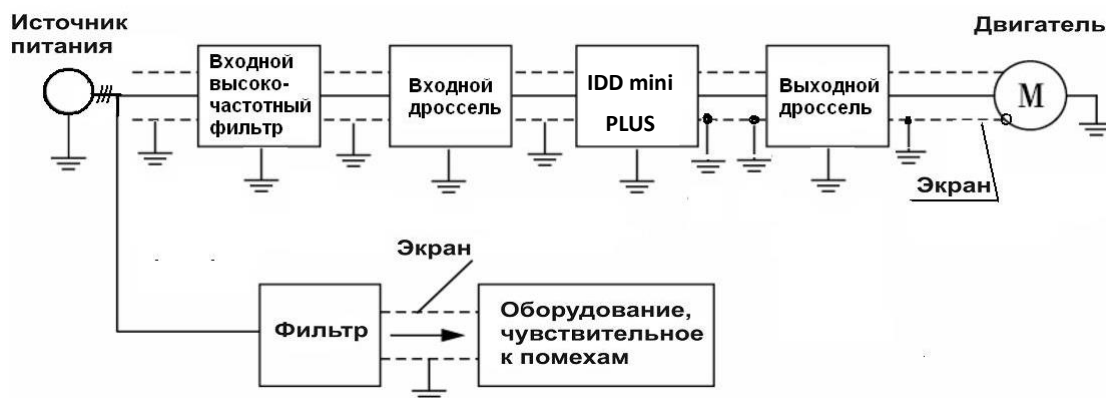 Источник
питания
Входной
высоко-
частотный
фильтр
Входной
дроссель
IDD mini
PLUS
Выходной
дроссель
Двигатель
M
Экран
Экран
Фильтр
Оборудование,
чувствительное
к помехам